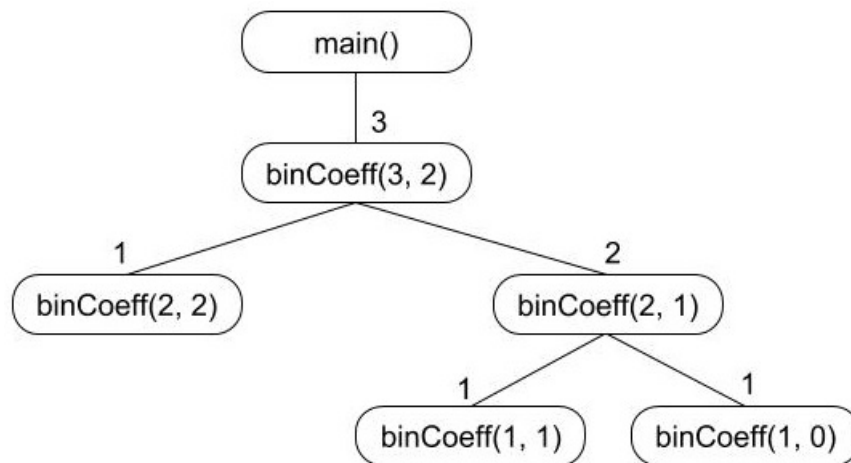 main()
3
binCoeff(3, 2)
1
2
binCoeff(2, 2)
binCoeff(2, 1)
1
1
binCoeff(1, 1)
binCoeff(1, 0)